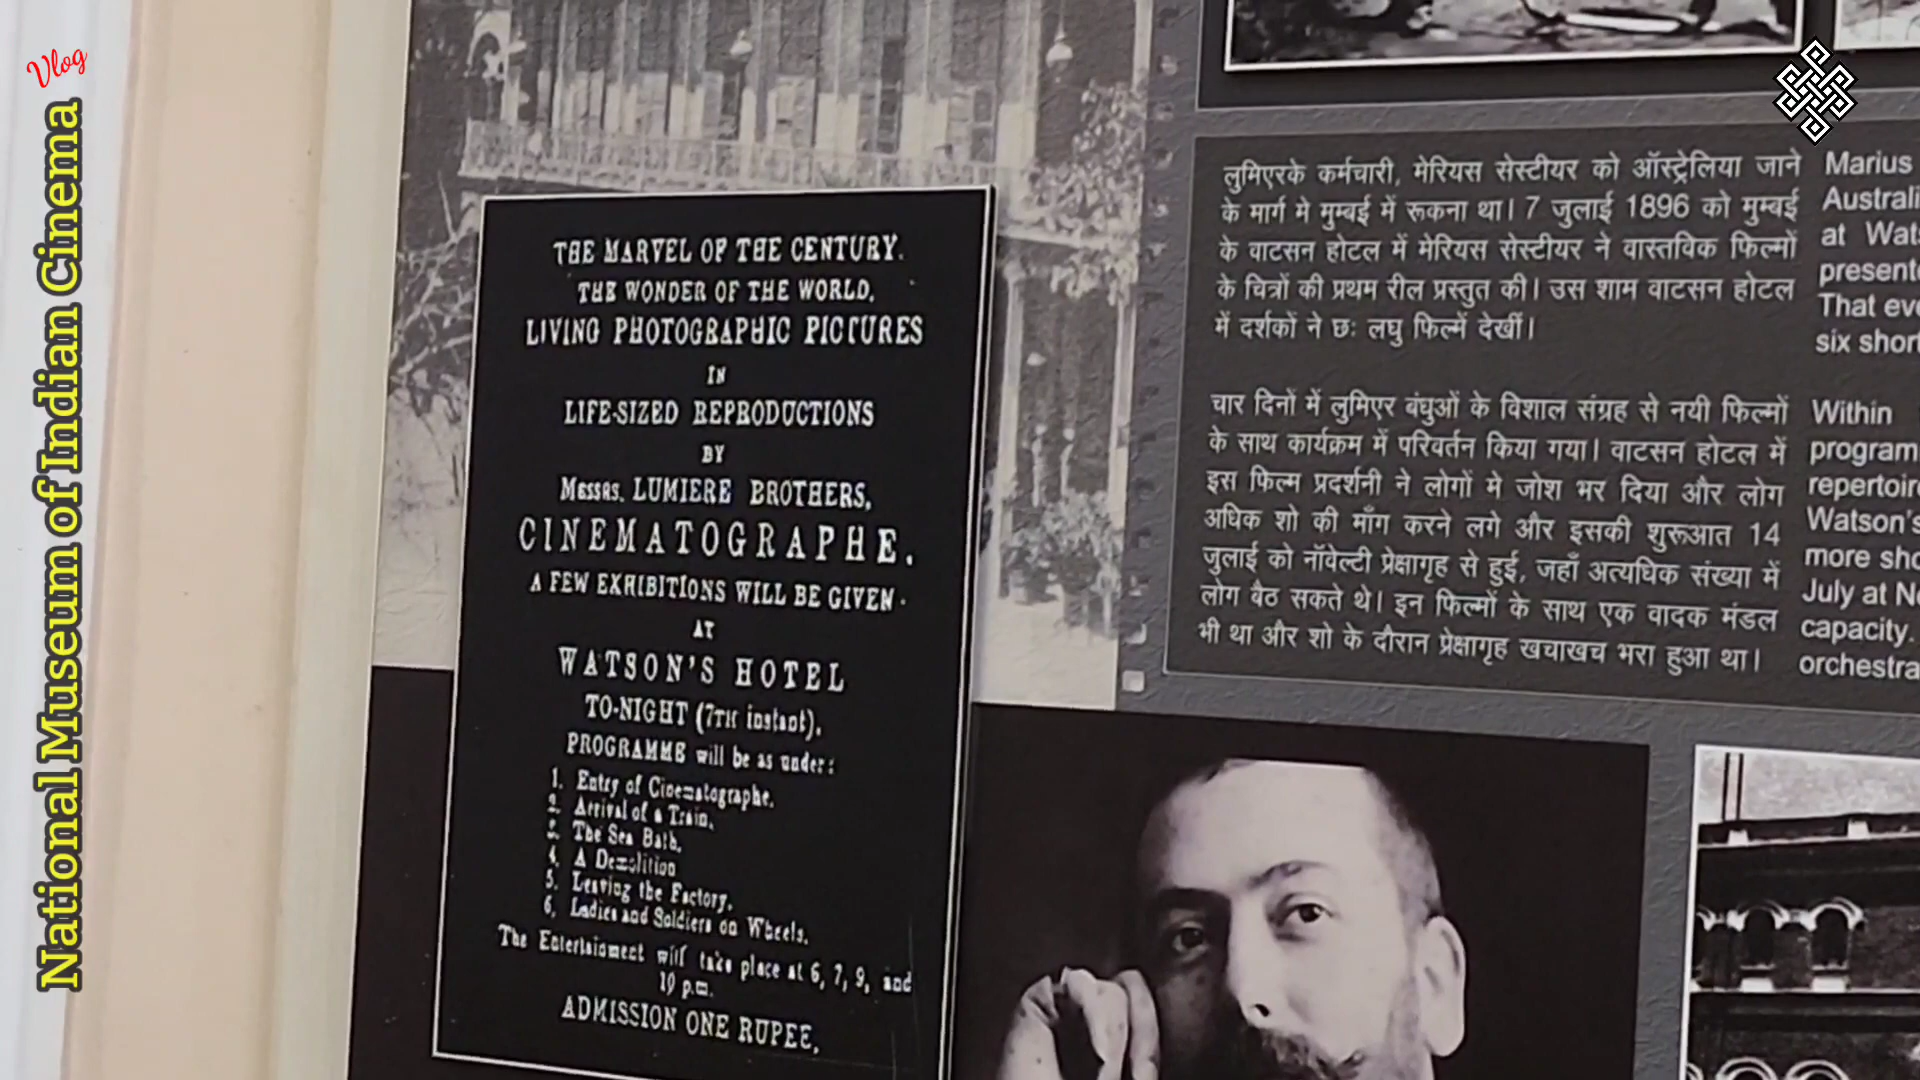 Vlog
National Museum of Indian Cinema
THE MARVEL OF THE CENTURY.
THE WONDER OF THE WORLD.
LIVING PHOTOGRAPHIC PICTURES
IN
LIFE-SIZED REPRODUCTIONS
BY
Messrs. LUMIERE BROTHERS,
CINEMATOGRAPHE.
A FEW EXHIBITIONS WILL BE GIVEN
AT
WATSON'S HOTEL
TO-NIGHT (7TH instant).
PROGRAMME will be as under:
1. Entry of Cinematographe.
2. Arrival of a Train.
3. The Sea Bath.
4. A Demolition
5. Leaving the Factory.
6. Ladies and Soldiers on Wheels.
The Entertainment will take place at 6, 7, 9, and
10 p.m.
ADMISSION ONE RUPEE.
लुमिएरके कर्मचारी, मेरियस सेस्टीयर को ऑस्ट्रेलिया जाने
के मार्ग मे मुम्बई में रूकना था। 7 जुलाई 1896 को मुम्बई
के वाटसन होटल में मेरियस सेस्टीयर ने वास्तविक फिल्मों
के चित्रों की प्रथम रील प्रस्तुत की। उस शाम वाटसन होटल
में दर्शकों ने छः लघु फिल्में देखीं।
चार दिनों में लुमिएर बंधुओं के विशाल संग्रह से नयी फिल्मों
के साथ कार्यक्रम में परिवर्तन किया गया। वाटसन होटल में
इस फिल्म प्रदर्शनी ने लोगों मे जोश भर दिया और लोग
अधिक शो की माँग करने लगे और इसकी शुरूआत 14
जुलाई को नॉवेल्टी प्रेक्षागृह से हुई, जहाँ अत्यधिक संख्या में
लोग बैठ सकते थे। इन फिल्मों के साथ एक वादक मंडल
भी था और शो के दौरान प्रेक्षागृह खचाखच भरा हुआ था।
Marius
at
That
six
Within
program
Watson's
July at
capacity.
orchestra